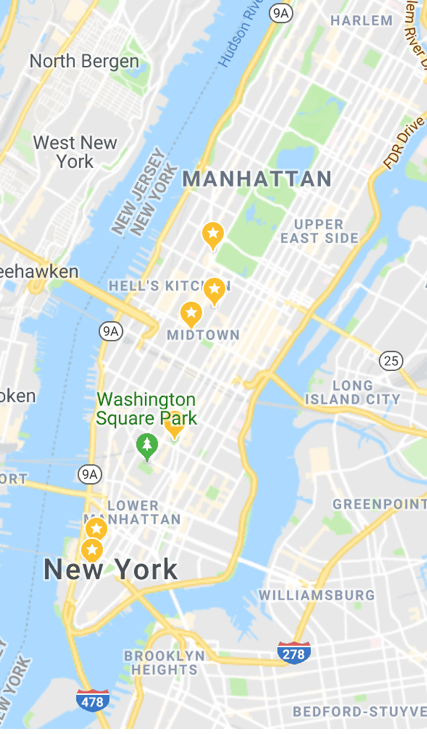 9A
HARLEM
Hudson Rive
lem River D
North Bergen
West New
York
FDR Drive
MANHATTAN
NEW JERSEY
NEW YORK
UPPER
EAST SIDE
eehawken
HELL'S KITCHEN
9A
MIDTOWN
25
LONG
ISLAND CITY
oken
Washington
Square Park
9A
ORT
LOWER
MANHATTAN
GREENPOINT
New York
WILLIAMSBURG
278
BROOKLYN
HEIGHTS
478
EW YORK
BEDFORD-STUYVE